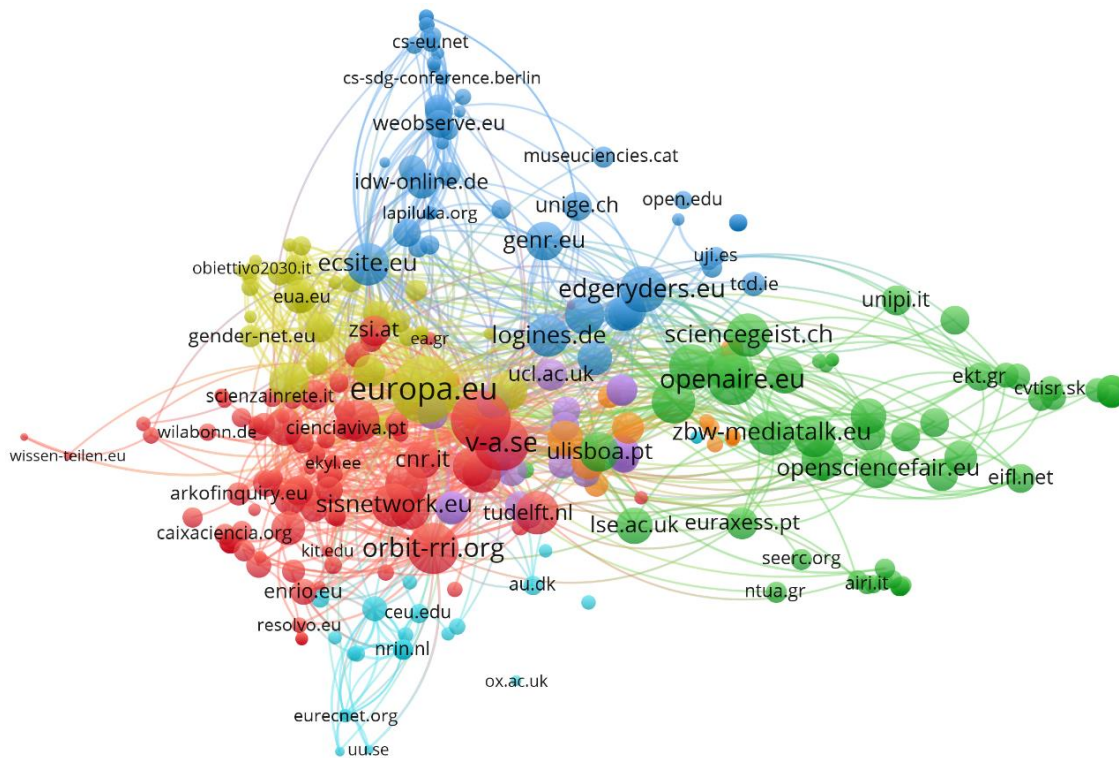 cs-eu.net
cs-sdg-conference.berlin
weobserve.eu
museuciencies.cat
idw-online.de
open.edu
unige.ch
lapiluka.org
genr.eu
uji.es
ecsite.eu
obiettivo2030.it
tcd.ie
edgeryders.eu
eua.eu
unipi.it
zsi.at
gender-net.eu
ea.gr
logines.de
sciencegeist.ch
ucl.ac.uk
ekt.gr
openaire.eu
europa.eu
cvtisr.sk
scienzainrete.it
cienciaviva.pt
wilabonn.de
zbw-mediatalk.eu
v-a.se
ulisboa.pt
wissen-teilen.eu
ekyl.ee
cnr.it
opensciencefair.eu
eifl.net
arkofinquiry.eu
sisnetwork.eu
tudelft.nl
lse.ac.uk
euraxess.pt
caixaciencia.org
kit.edu
orbit-rri.org
seerc.org
au.dk
airi.it
enrio.eu
ntua.gr
ceu.edu
resolvo.eu
nrin.nl
ox.ac.uk
eurecnet.org
uu.se